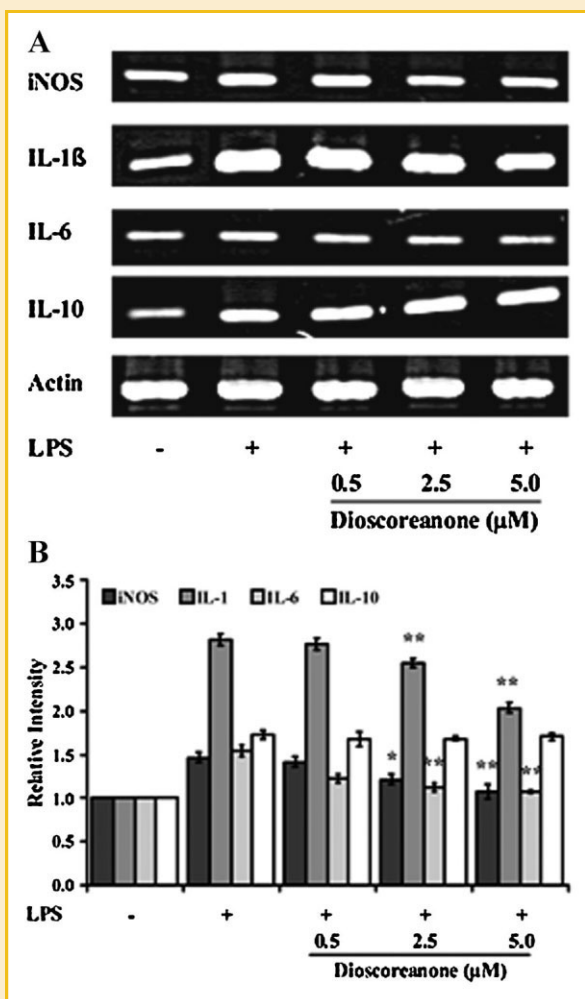 A
iNOS
IL-1ß
IL-6
IL-10
Actin
LPS - + + + +
0.5 2.5 5.0
Dioscoreanone (µM)
B
3.5
iNOS IL-1 IL-6 IL-10
3.0
2.5
2.0
1.5
1.0
0.5
0.0
Relative Intensity
** ** * ** ** **
LPS - + + + +
0.5 2.5 5.0
Dioscoreanone (µM)